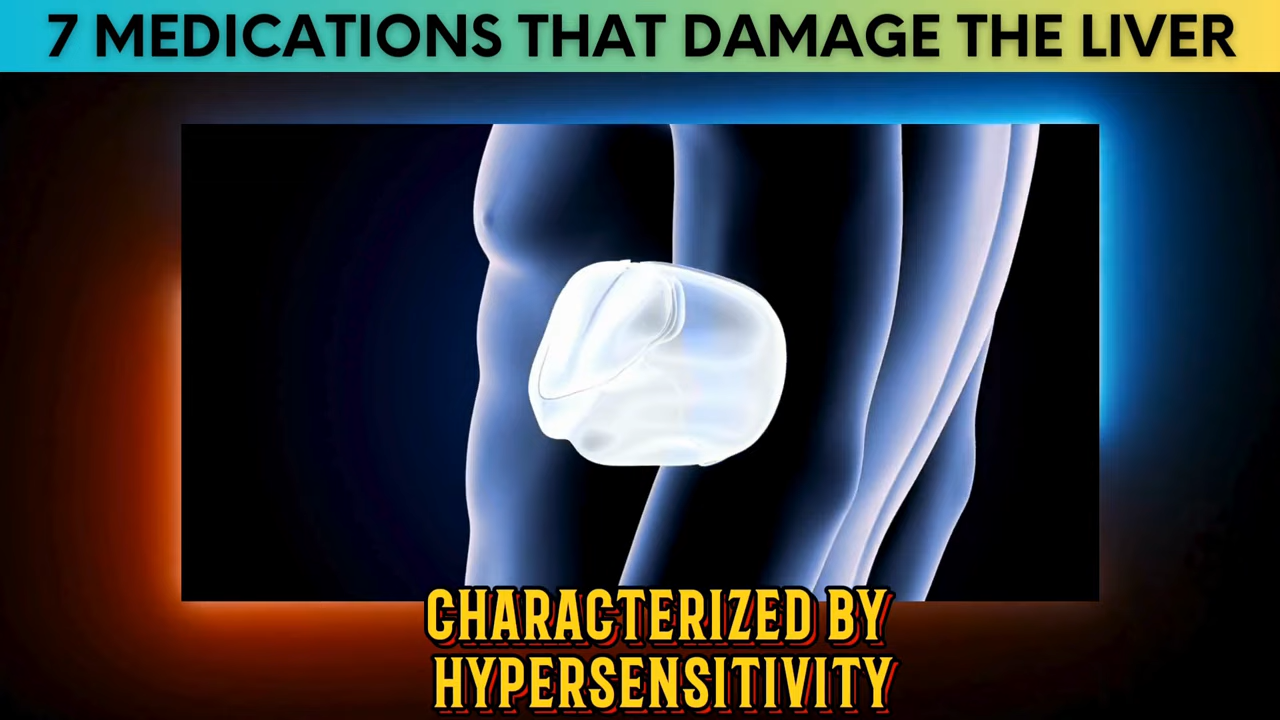 7 MEDICATIONS THAT DAMAGE THE LIVER
CHARACTERIZED BY
HYPERSENSITIVITY